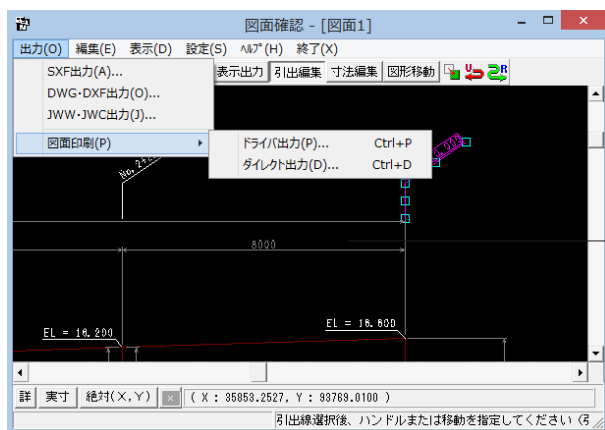 図面確認 - [図面1]
出力(O) 編集(E) 表示(D) 設定(S) ﾍﾙﾌﾟ(H) 終了(X)
SXF出力(A)...
表示出力 引出編集 寸法編集 図形移動
DWG・DXF出力(O)...
JWW・JWC出力(J)...
図面印刷(P)
ドライバ出力(P)... Ctrl+P
ダイレクト出力(D)... Ctrl+D
8000
EL = 18.800
EL = 18.200
詳 実寸 絶対(X,Y) × ( X : 35853.2527, Y : 93769.0100 )
引出線選択後、ハンドルまたは移動を指定してください